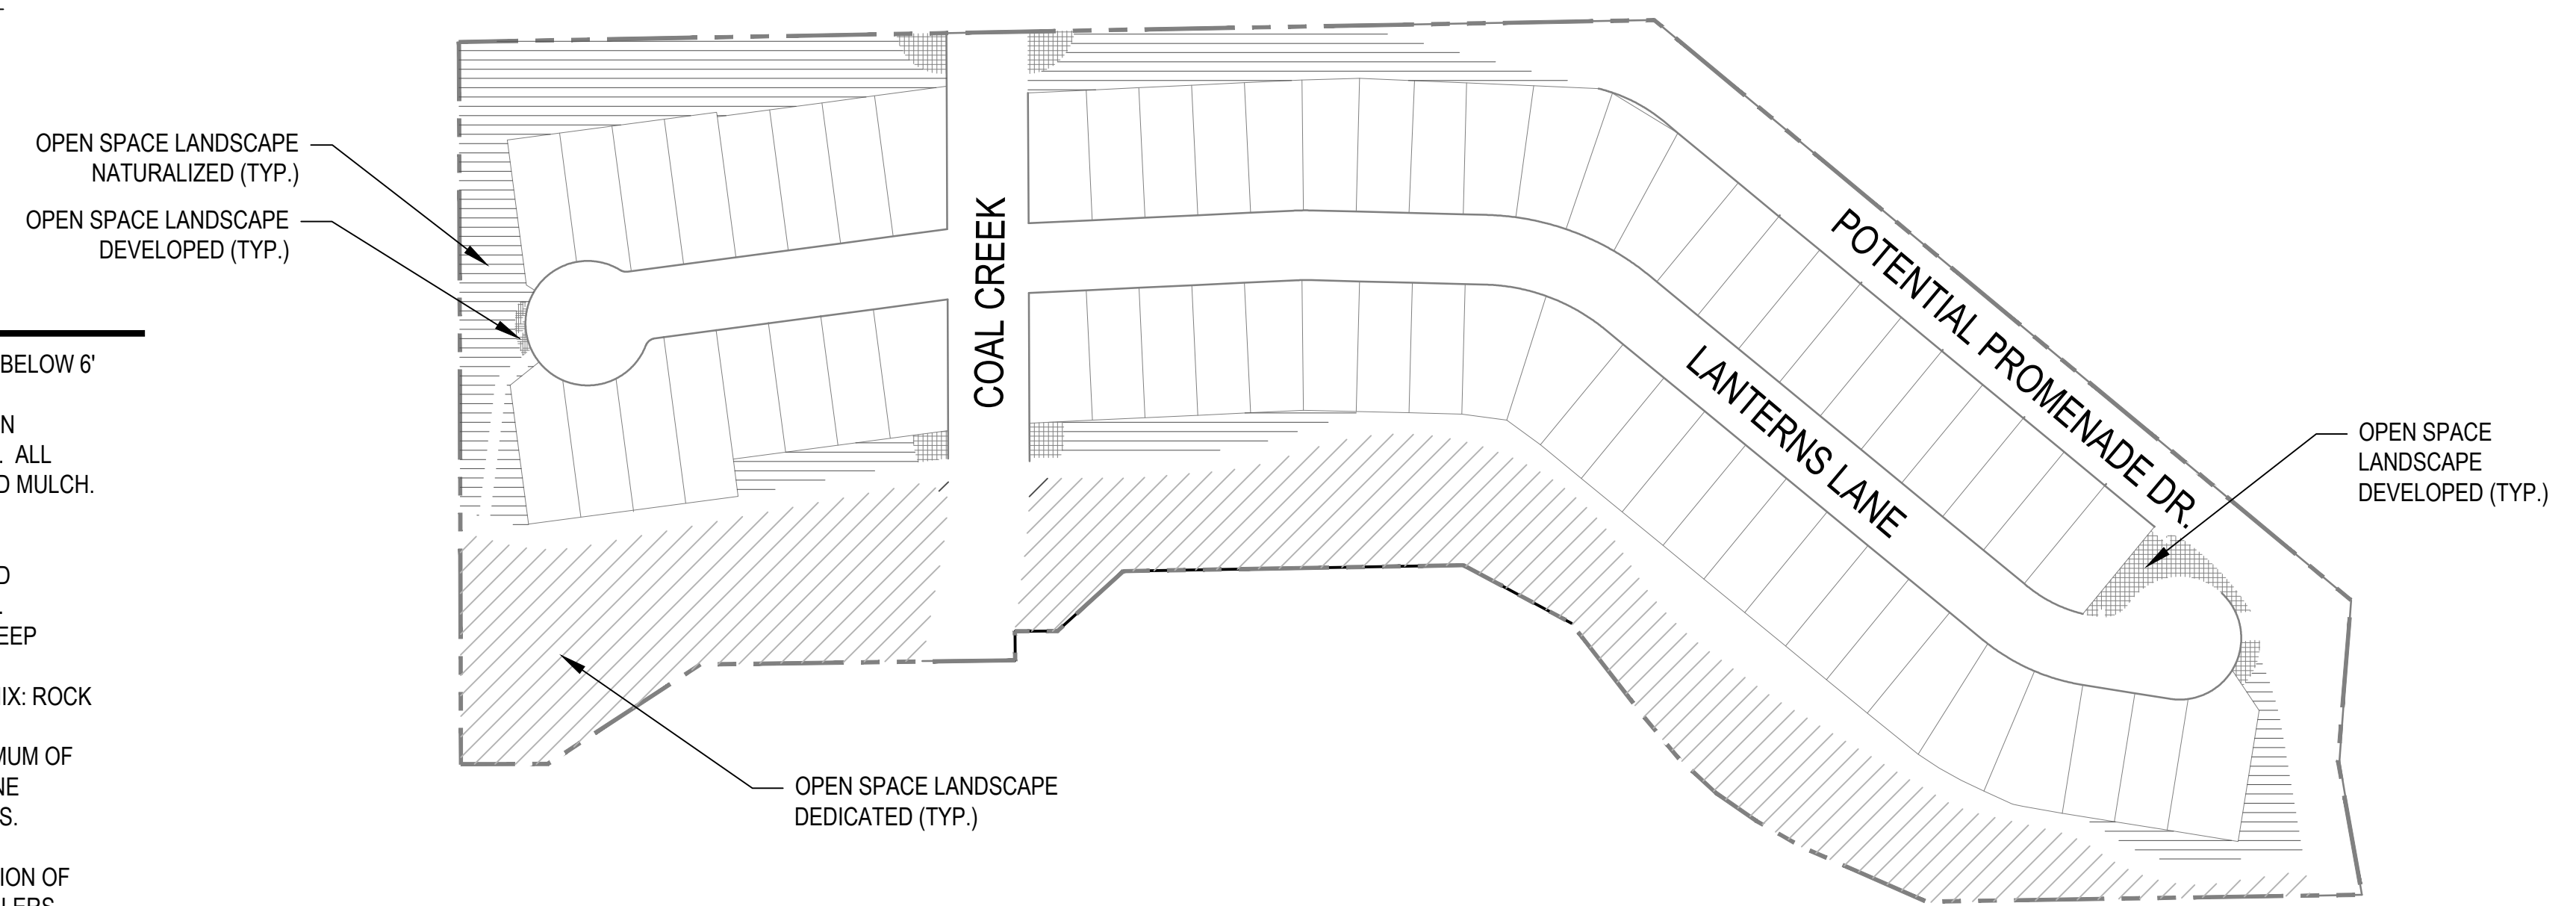 BELOW 6'
N
ALL
D MULCH.
D
EEP
MIX: ROCK
MUM OF
NE
S.
ION OF
LERS
OPEN SPACE LANDSCAPE
NATURALIZED (TYP.)
OPEN SPACE LANDSCAPE
DEVELOPED (TYP.)
COAL CREEK
POTENTIAL PROMENADE DR.
LANTERNS LANE
OPEN SPACE
LANDSCAPE
DEVELOPED (TYP.)
OPEN SPACE LANDSCAPE
DEDICATED (TYP.)